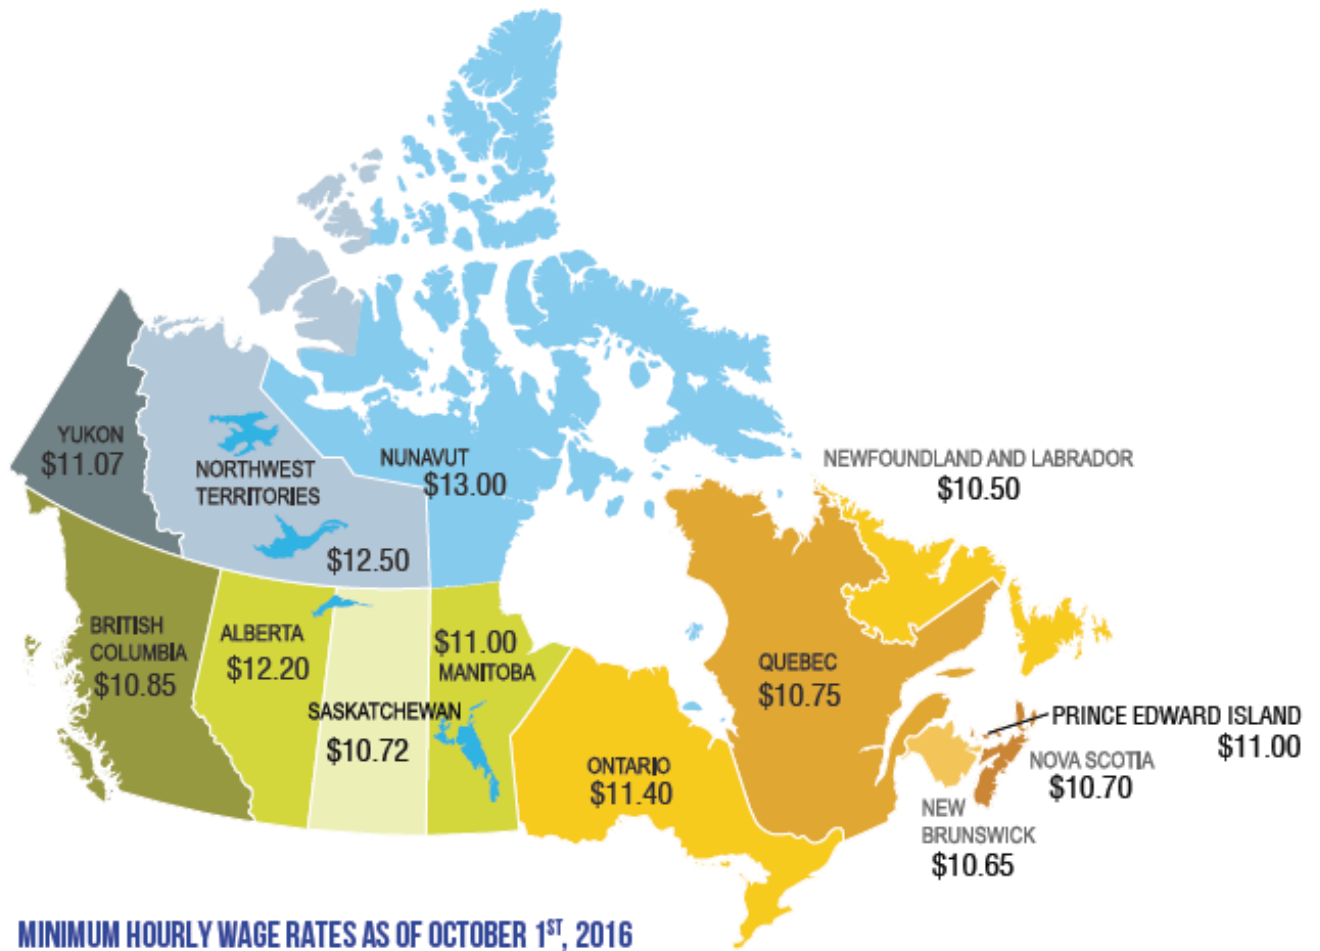 YUKON
$11.07
NORTHWEST
TERRITORIES
$12.50
NUNAVUT
$13.00
NEWFOUNDLAND AND LABRADOR
$10.50
BRITISH
COLUMBIA
$10.85
ALBERTA
$12.20
SASKATCHEWAN
$10.72
$11.00
MANITOBA
ONTARIO
$11.40
QUEBEC
$10.75
PRINCE EDWARD ISLAND
$11.00
NOVA SCOTIA
$10.70
NEW
BRUNSWICK
$10.65
MINIMUM HOURLY WAGE RATES AS OF OCTOBER 1ST, 2016